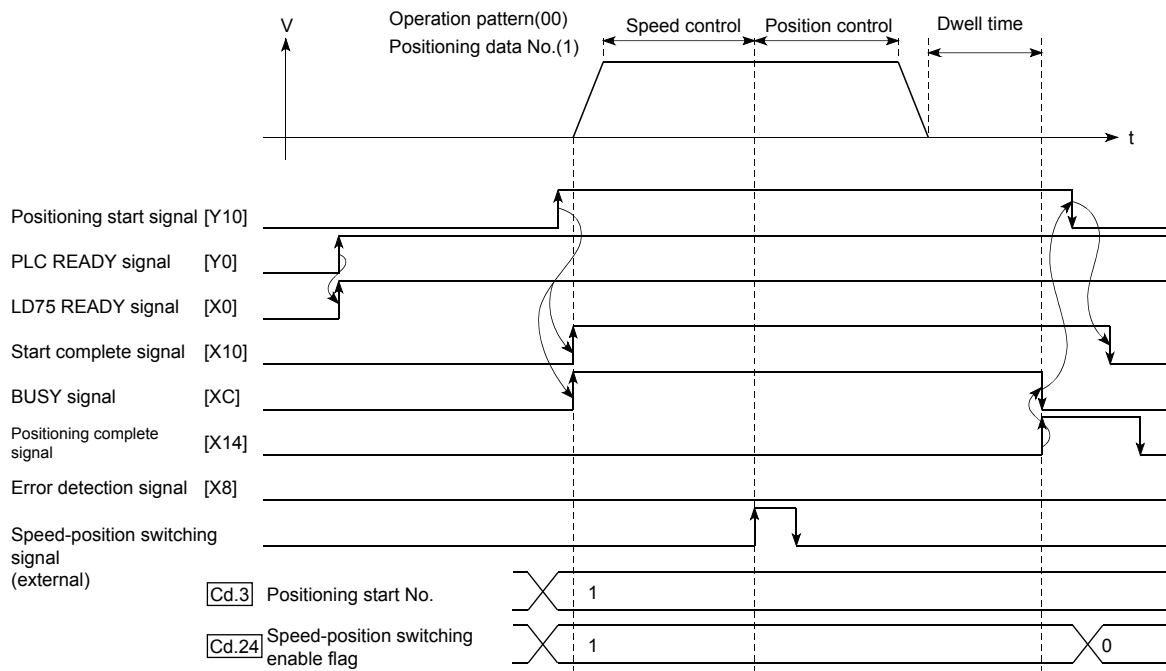 V
Operation pattern(00)
Positioning data No.(1)
Speed control
Position control
Dwell time
t
Positioning start signal [Y10]
PLC READY signal [Y0]
LD75 READY signal [X0]
Start complete signal [X10]
BUSY signal [XC]
Positioning complete
signal
[X14]
Error detection signal [X8]
Speed-position switching
signal
(external)
Cd.3 Positioning start No.
1
Cd.24 Speed-position switching
enable flag
1
0